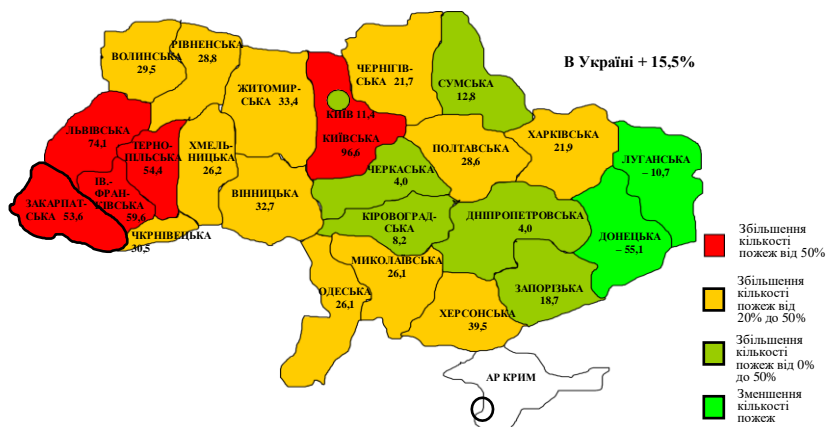 В Україні + 15,5%
ВОЛИНСЬКА
29,5
РІВНЕНСЬКА
28,8
ЖИТОМИР-
СЬКА 33,4
ЧЕРНІГІВ-
СЬКА 21,7
СУМСЬКА
12,8
КИЇВ 11,4
КИЇВСЬКА
96,6
ЛЬВІВСЬКА
74,1
ТЕРНО-
ПІЛЬСЬКА
54,4
ХМЕЛЬ-
НИЦЬКА
26,2
ІВ.-
ФРАН-
КІВСЬКА
59,6
ЗАКАРПАТ-
СЬКА 53,6
ЧКРНІВЕЦЬКА
30,5
ВІННИЦЬКА
32,7
ЧЕРКАСЬКА
4,0
ПОЛТАВСЬКА
28,6
ХАРКІВСЬКА
21,9
ЛУГАНСЬКА
– 10,7
КІРОВОГРАД-
СЬКА
8,2
ДНІПРОПЕТРОВСЬКА
4,0
ДОНЕЦЬКА
– 55,1
МИКОЛАЇВСЬКА
26,1
ОДЕСЬКА
26,1
ЗАПОРІЗЬКА
18,7
ХЕРСОНСЬКА
39,5
АР КРИМ
Збільшення
кількості
пожеж від 50%
Збільшення
кількості
пожеж від
20% до 50%
Збільшення
кількості
пожеж від 0%
до 50%
Зменшення
кількості
пожеж